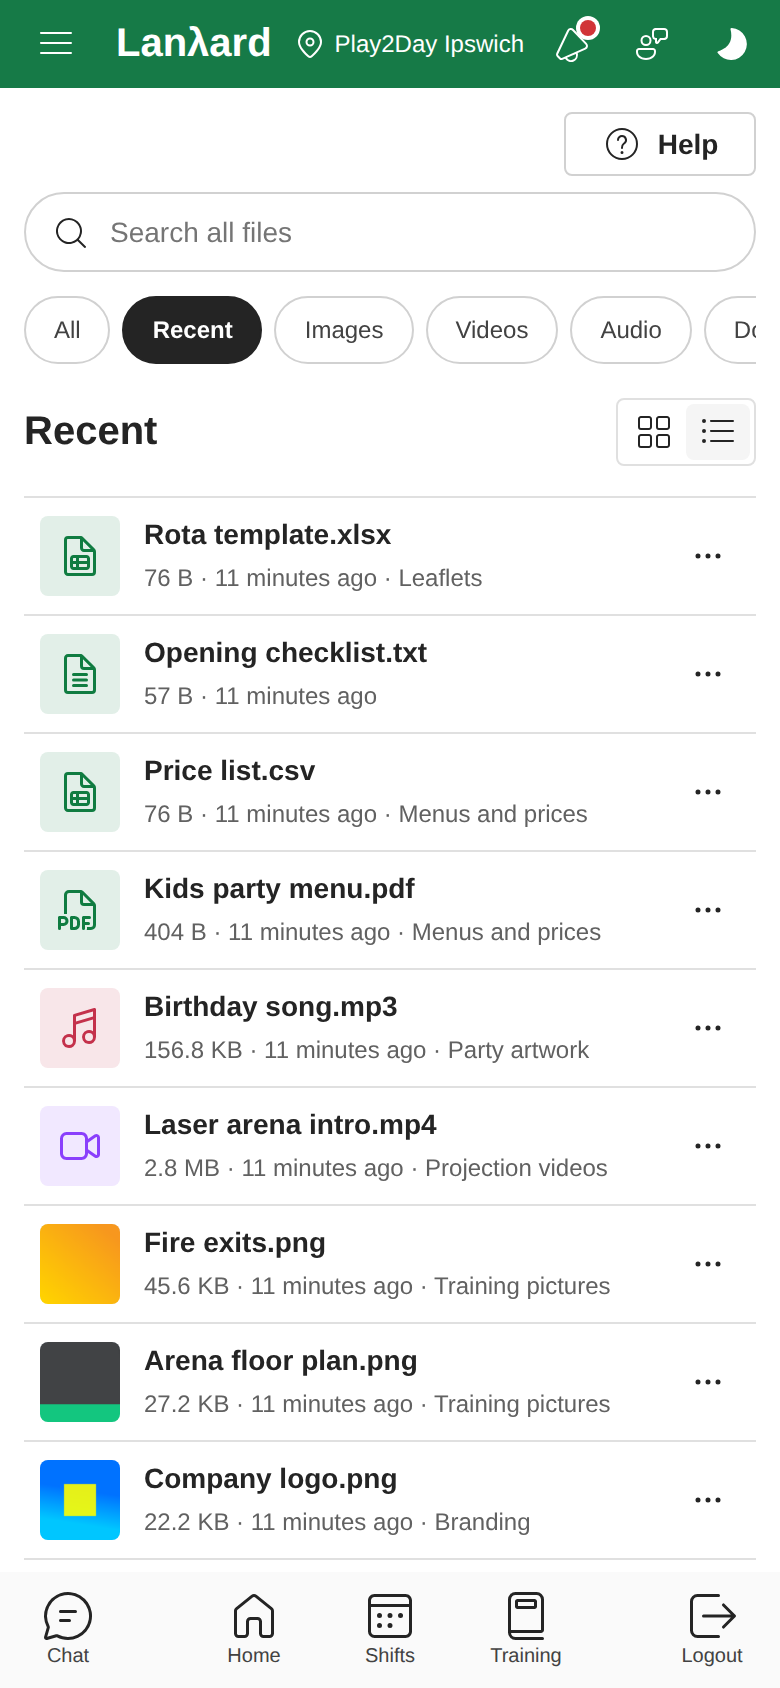 Lanλard
Play2Day Ipswich
Help
Search all files
All
Recent
Images
Videos
Audio
Do
Recent
Rota template.xlsx
76 B · 11 minutes ago · Leaflets
Opening checklist.txt
57 B · 11 minutes ago
Price list.csv
76 B · 11 minutes ago · Menus and prices
PDF
Kids party menu.pdf
404 B · 11 minutes ago · Menus and prices
Birthday song.mp3
156.8 KB · 11 minutes ago · Party artwork
Laser arena intro.mp4
2.8 MB · 11 minutes ago · Projection videos
Fire exits.png
45.6 KB · 11 minutes ago · Training pictures
Arena floor plan.png
27.2 KB · 11 minutes ago · Training pictures
Company logo.png
22.2 KB · 11 minutes ago · Branding
Chat
Home
Shifts
Training
Logout